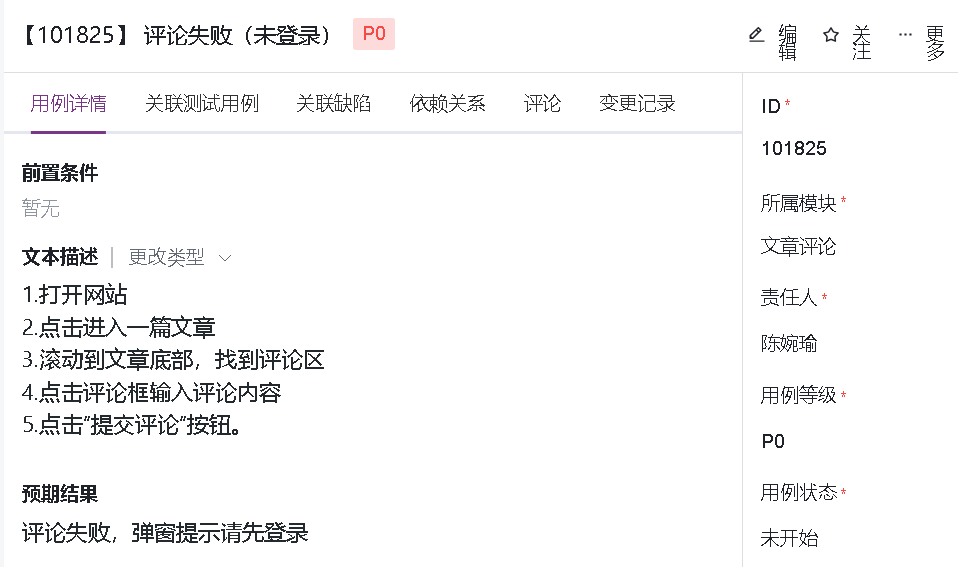 【101825】 评论失败（未登录） P0 编辑 关注 ··· 更多
用例详情 关联测试用例 关联缺陷 依赖关系 评论 变更记录
前置条件
暂无
文本描述 | 更改类型
1.打开网站
2.点击进入一篇文章
3.滚动到文章底部，找到评论区
4.点击评论框输入评论内容
5.点击“提交评论”按钮。
预期结果
评论失败，弹窗提示请先登录
ID*
101825
所属模块*
文章评论
责任人*
陈婉瑜
用例等级*
P0
用例状态*
未开始